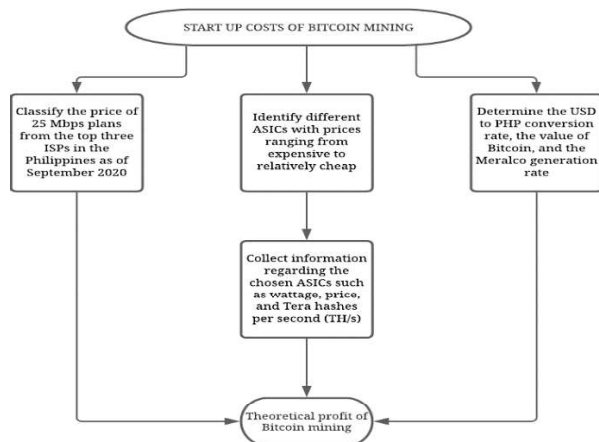 START UP COSTS OF BITCOIN MINING
Classify the price of
25 Mbps plans
from the top three
ISPs in the
Philippines as of
September 2020
Identify different
ASICs with prices
ranging from
expensive to
relatively cheap
Determine the USD
to PHP conversion
rate, the value of
Bitcoin, and the
Meralco generation
rate
Collect information
regarding the
chosen ASICs such
as wattage, price,
and Tera hashes
per second (TH/s)
Theoretical profit of
Bitcoin mining